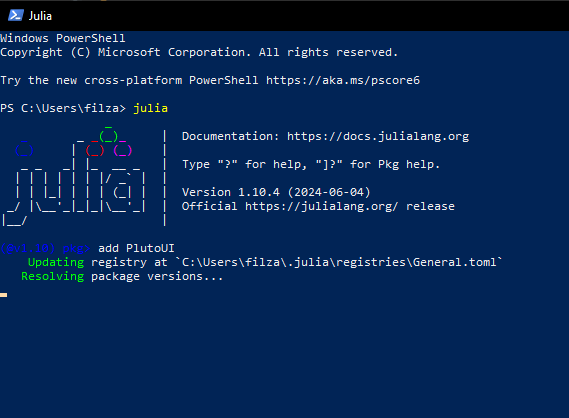 Julia
Windows PowerShell
Copyright (C) Microsoft Corporation. All rights reserved.
Try the new cross-platform PowerShell https://aka.ms/pscore6
PS C:\Users\filza> julia
Documentation: https://docs.julialang.org
Type "?" for help, "]?" for Pkg help.
Version 1.10.4 (2024-06-04)
Official https://julialang.org/ release
(@v1.10) pkg> add PlutoUI
Updating registry at `C:\Users\filza\.julia\registries\General.toml`
Resolving package versions...